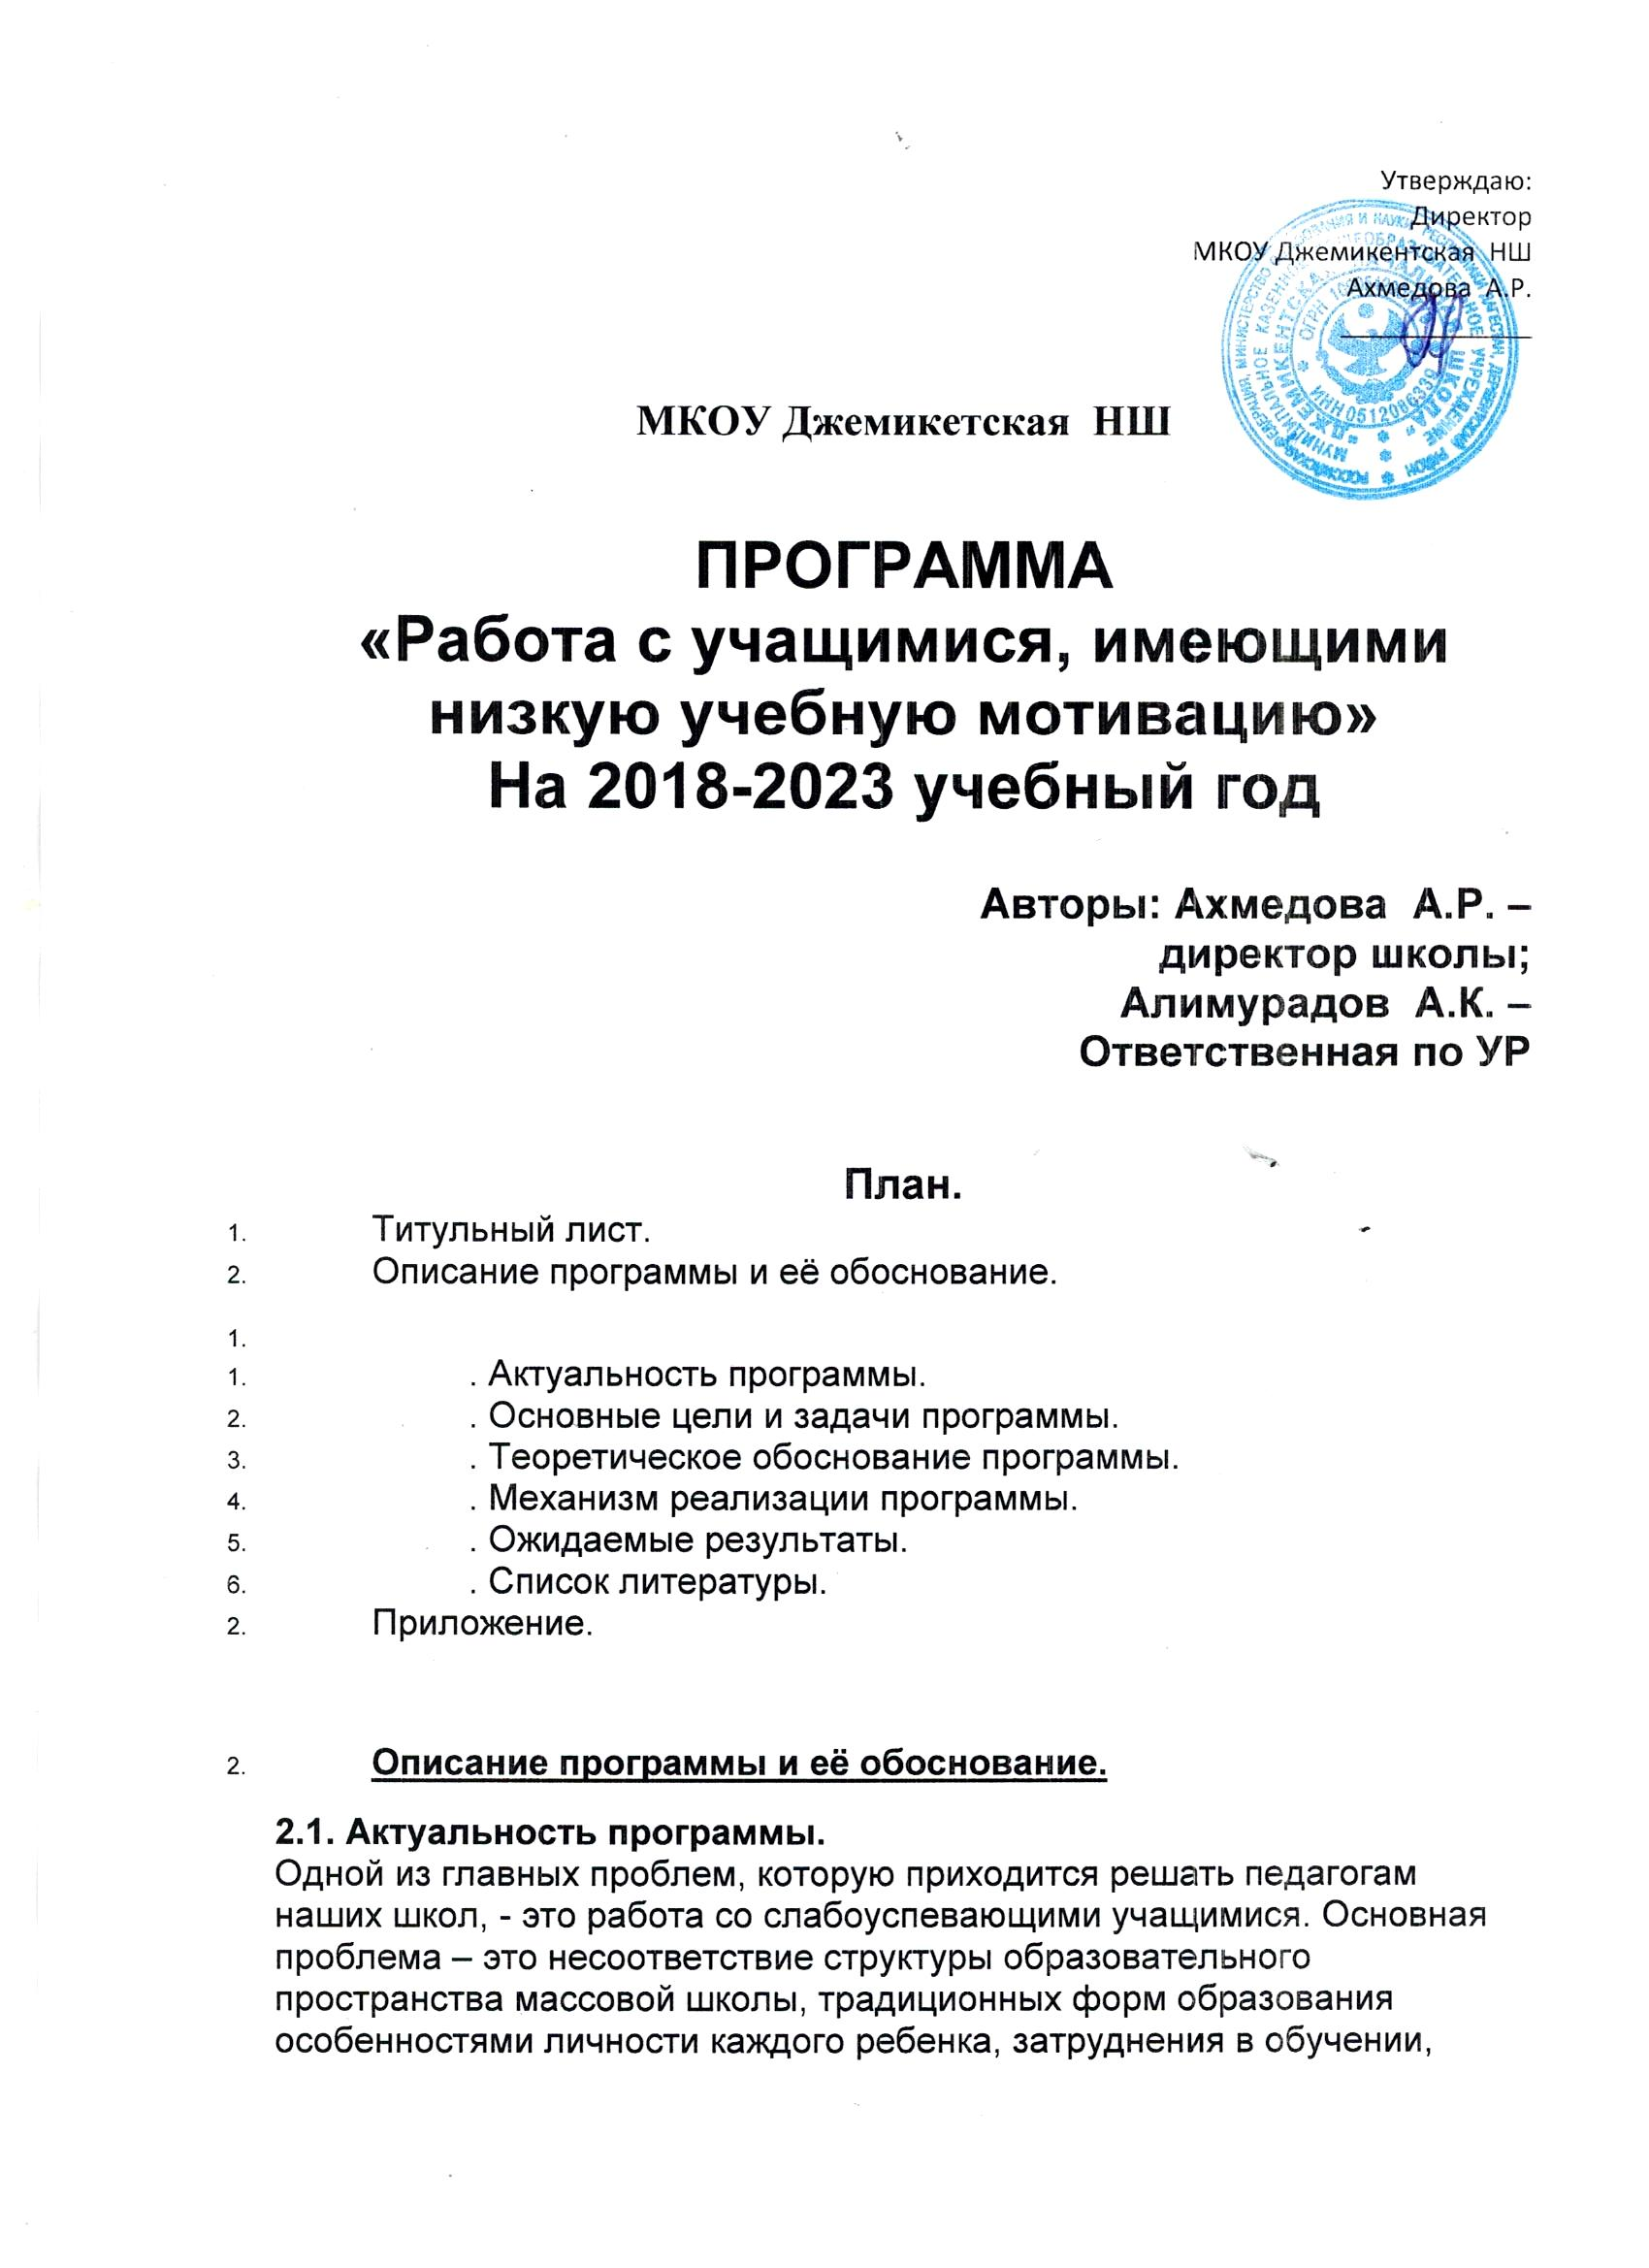 Утверждаю:
Директор
МКОУ Джемикентская НШ
Ахмедова А.Р.
МКОУ Джемикетская НШ
ПРОГРАММА
«Работа с учащимися, имеющими
низкую учебную мотивацию»
На 2018-2023 учебный год
Авторы: Ахмедова А.Р. –
директор школы;
Алимурадов А.К. –
Ответственная по УР
План.
1. Титульный лист.
2. Описание программы и её обоснование.
1.
1. . Актуальность программы.
2. . Основные цели и задачи программы.
3. . Теоретическое обоснование программы.
4. . Механизм реализации программы.
5. . Ожидаемые результаты.
6. . Список литературы.
2. Приложение.
2. Описание программы и её обоснование.
2.1. Актуальность программы.
Одной из главных проблем, которую приходится решать педагогам
наших школ, - это работа со слабоуспевающими учащимися. Основная
проблема – это несоответствие структуры образовательного
пространства массовой школы, традиционных форм образования
особенностями личности каждого ребенка, затруднения в обучении,